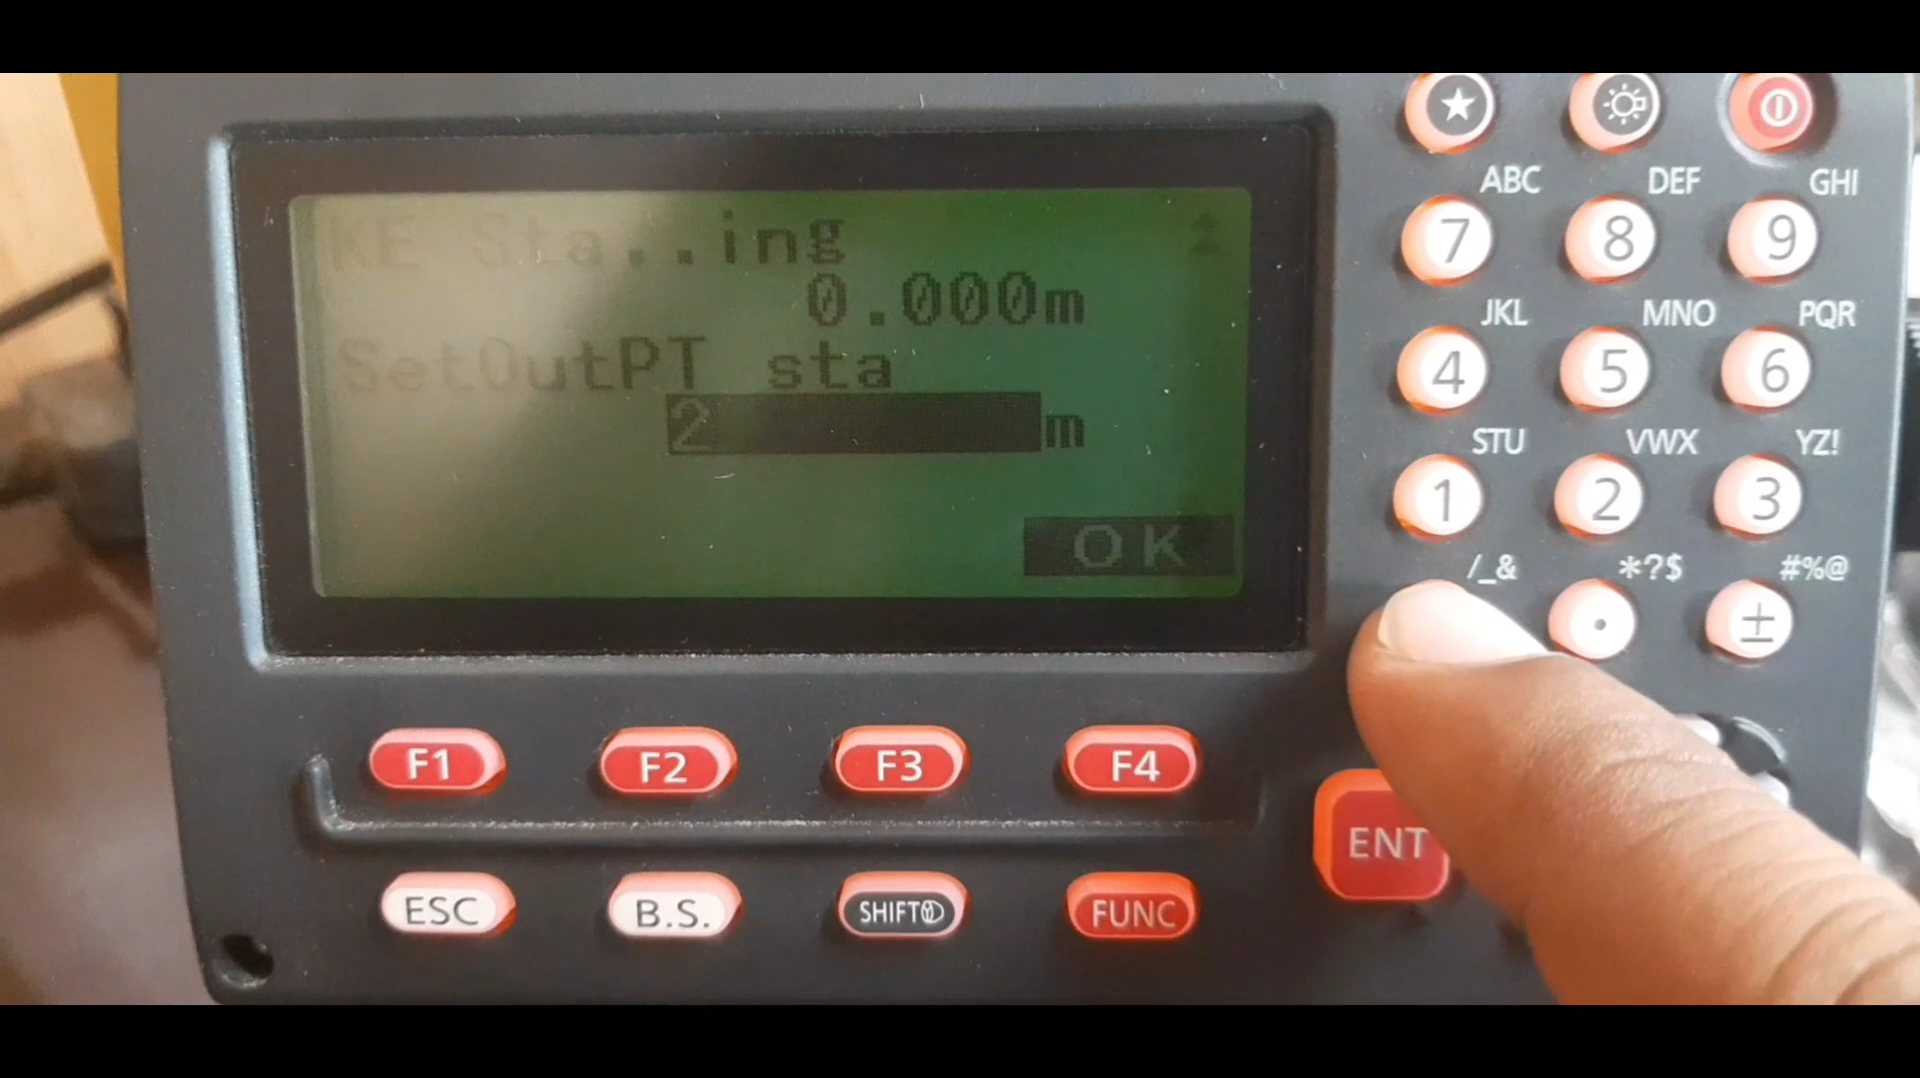 KE Sta..ing
0.000m
SetOutPT sta
2 m
OK
ABC DEF GHI
7 8 9
JKL MNO PQR
4 5 6
STU VWX YZ!
1 2 3
/_& *?$ #%@
. ±
F1 F2 F3 F4
ENT
ESC B.S. SHIFT FUNC